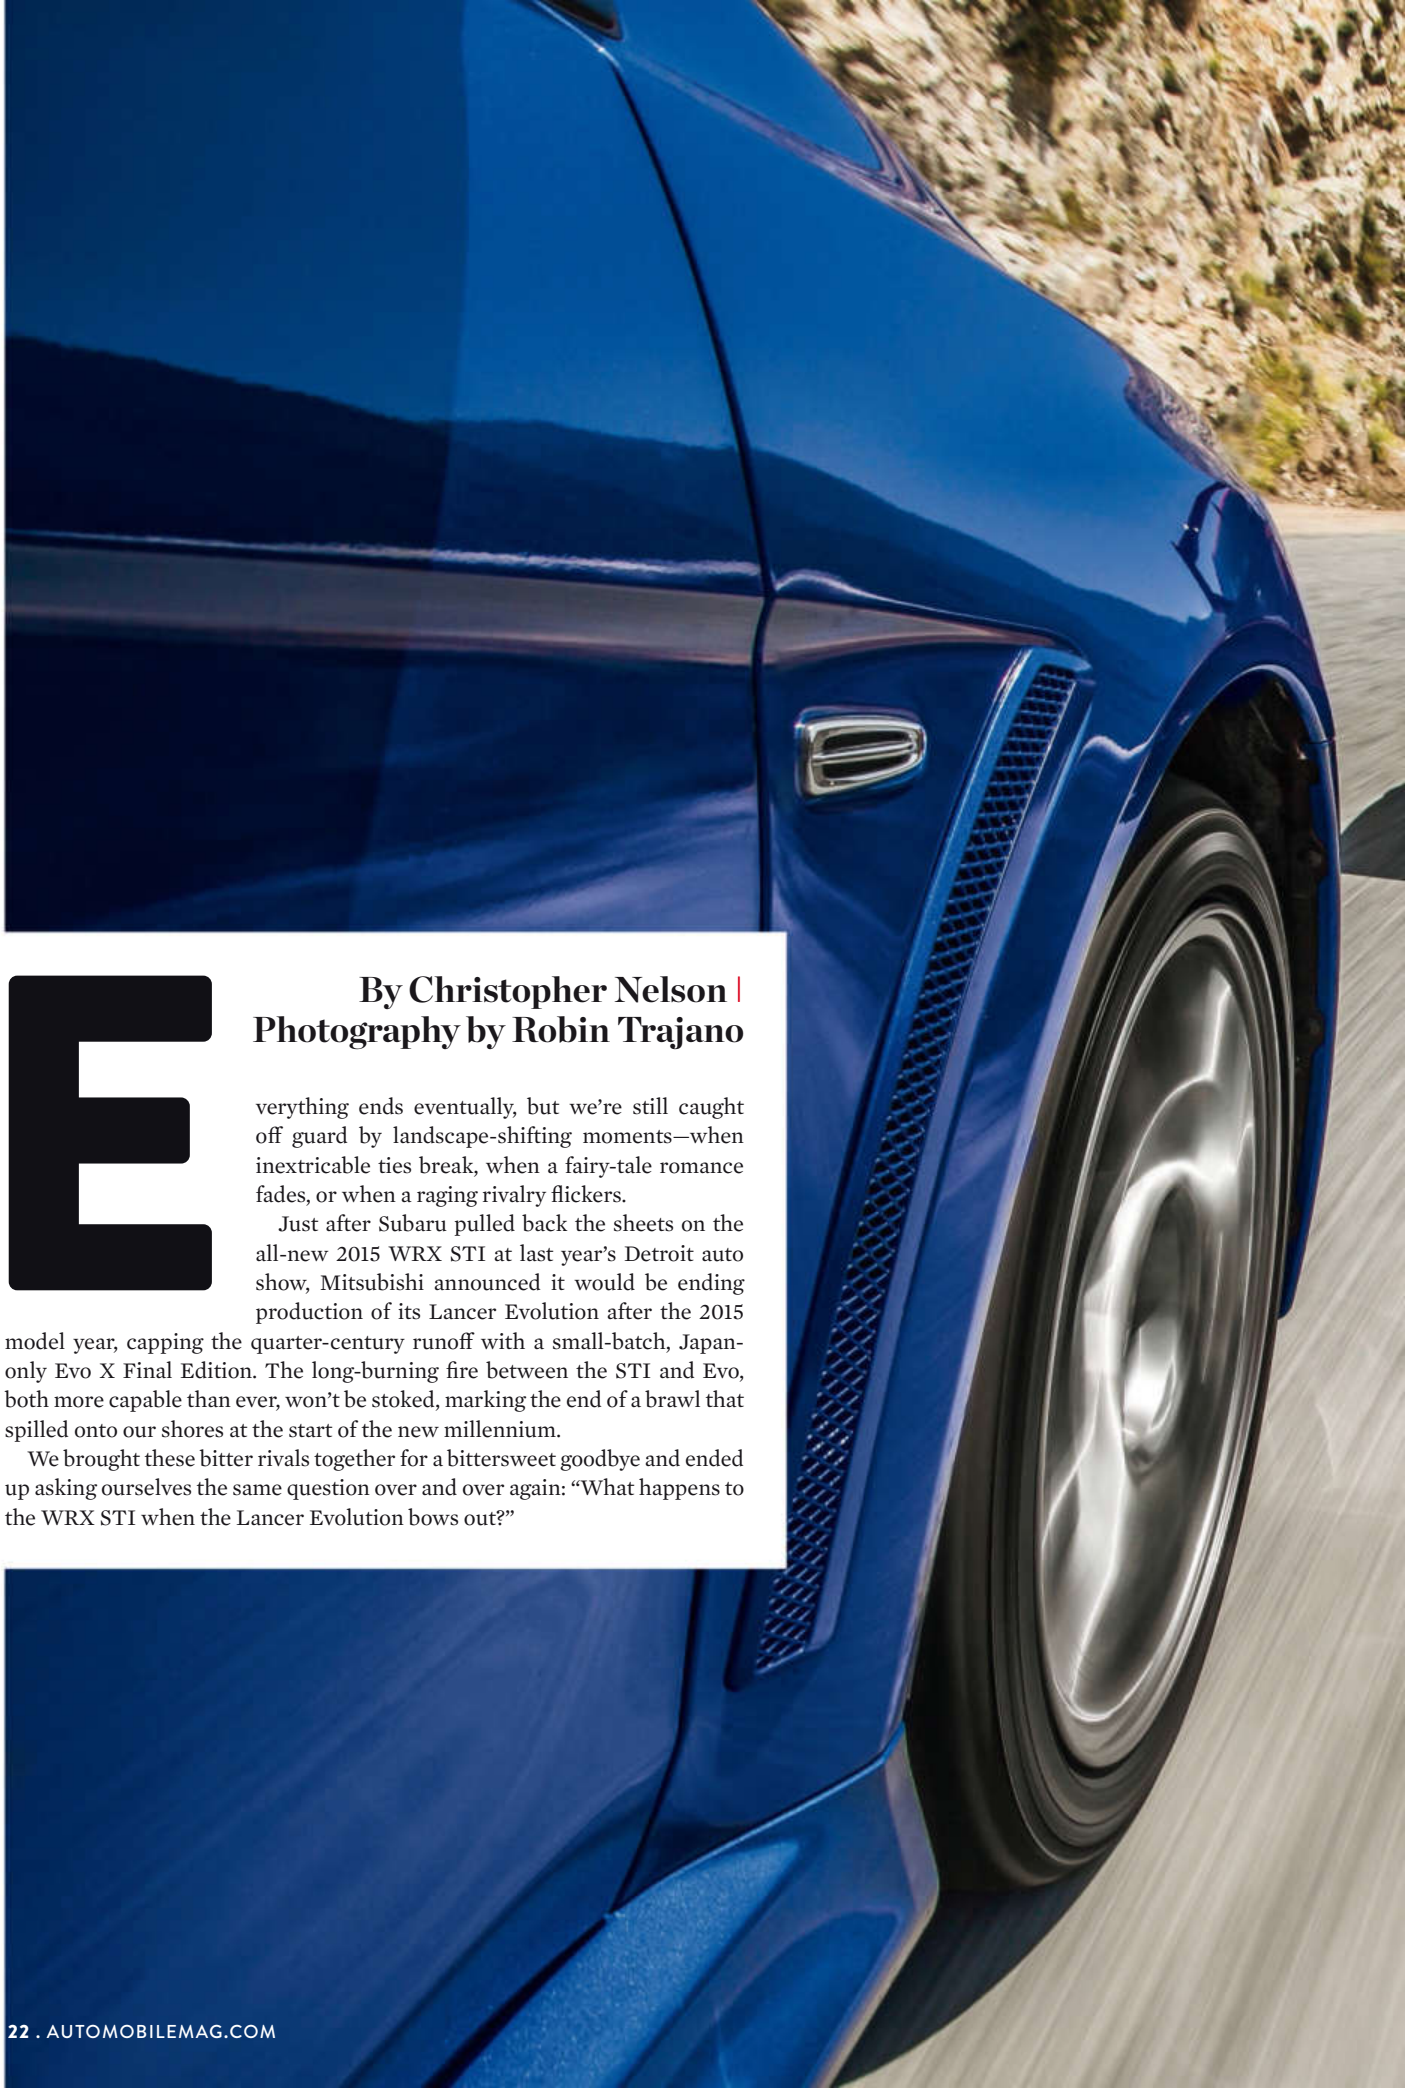 By Christopher Nelson |
Photography by Robin Trajano
Everything ends eventually, but we're still caught
off guard by landscape-shifting moments—when
inextricable ties break, when a fairy-tale romance
fades, or when a raging rivalry flickers.
Just after Subaru pulled back the sheets on the
all-new 2015 WRX STI at last year's Detroit auto
show, Mitsubishi announced it would be ending
production of its Lancer Evolution after the 2015
model year, capping the quarter-century runoff with a small-batch, Japan-
only Evo X Final Edition. The long-burning fire between the STI and Evo,
both more capable than ever, won't be stoked, marking the end of a brawl that
spilled onto our shores at the start of the new millennium.
We brought these bitter rivals together for a bittersweet goodbye and ended
up asking ourselves the same question over and over again: “What happens to
the WRX STI when the Lancer Evolution bows out?”
22 . AUTOMOBILEMAG.COM